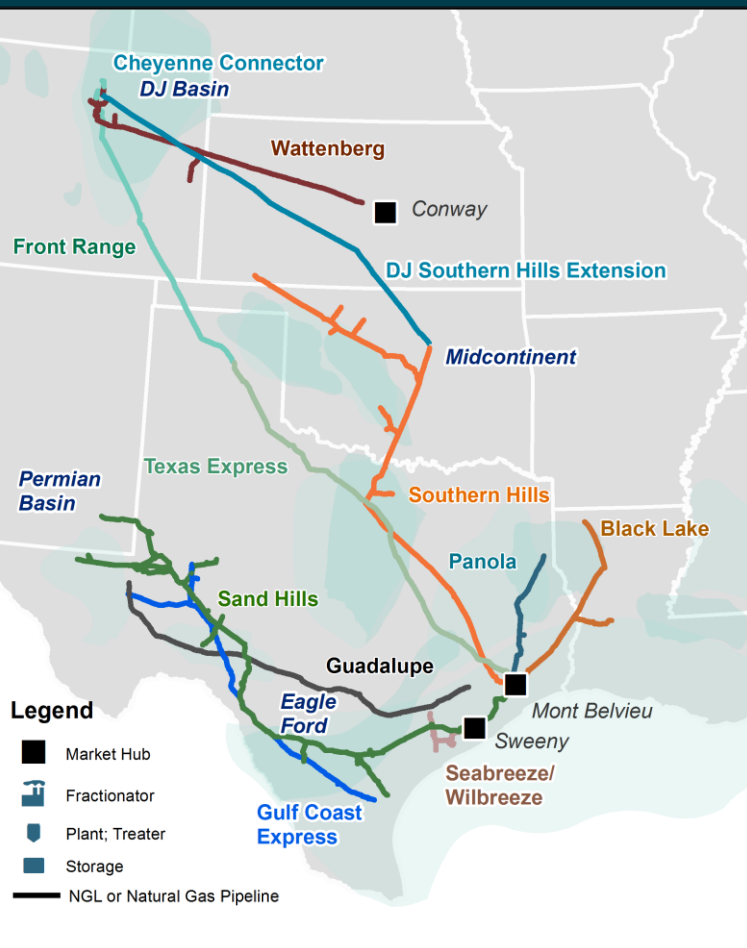 Cheyenne Connector
DJ Basin
Wattenberg
Conway
Front Range
DJ Southern Hills Extension
Midcontinent
Texas Express
Permian
Basin
Southern Hills
Black Lake
Panola
Sand Hills
Guadalupe
Eagle
Ford
Mont Belvieu
Sweeny
Seabreeze/
Wilbreeze
Gulf Coast
Express
Legend
Market Hub
Fractionator
Plant; Treater
Storage
NGL or Natural Gas Pipeline